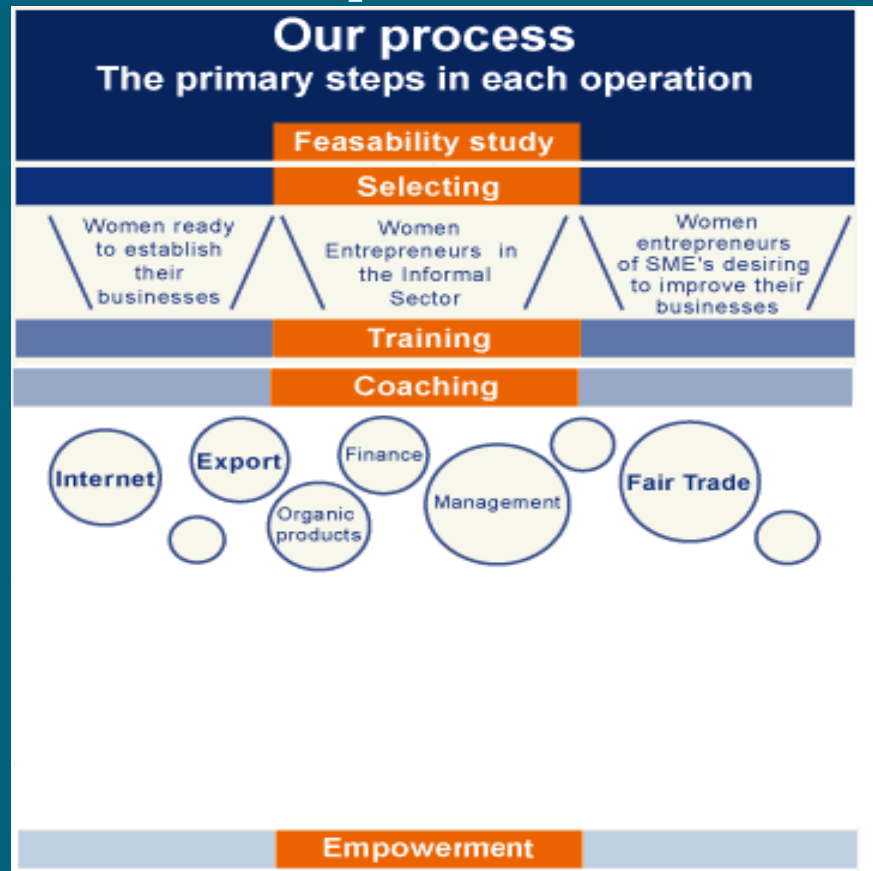 Our process
The primary steps in each operation
Feasability study
Selecting
Women ready
to establish
their
businesses
Women
Entrepreneurs in
the Informal
Sector
Women
entrepreneurs
of SME's desiring
to improve their
businesses
Training
Coaching
Internet
Export
Finance
Organic
products
Management
Fair Trade
Empowerment